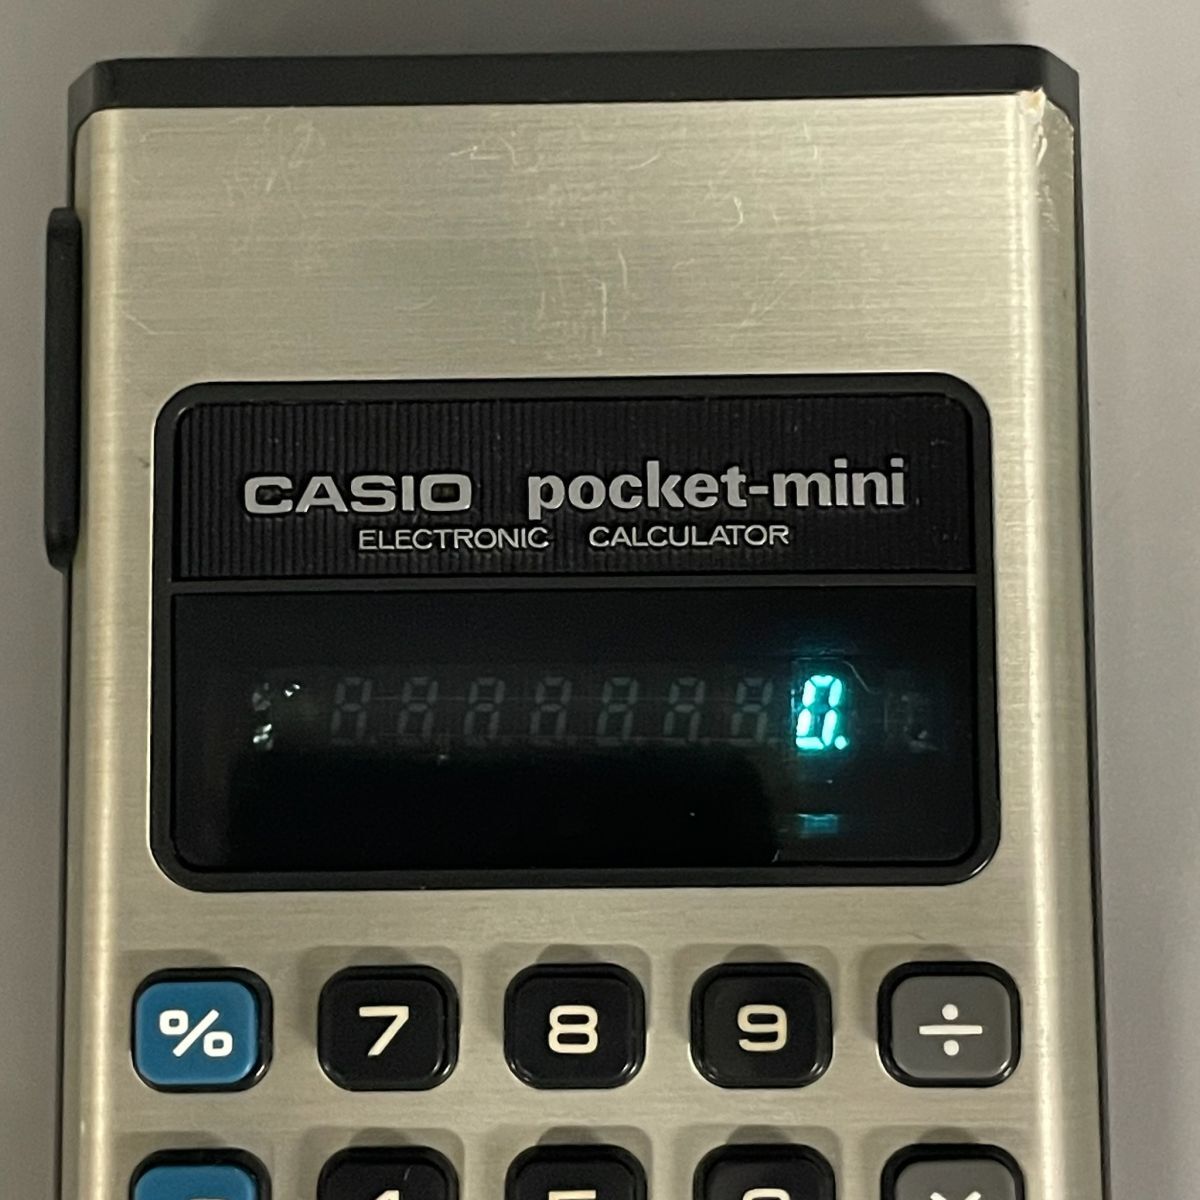 CASIO pocket-mini
ELECTRONIC CALCULATOR
0.
% 7 8 9 ÷